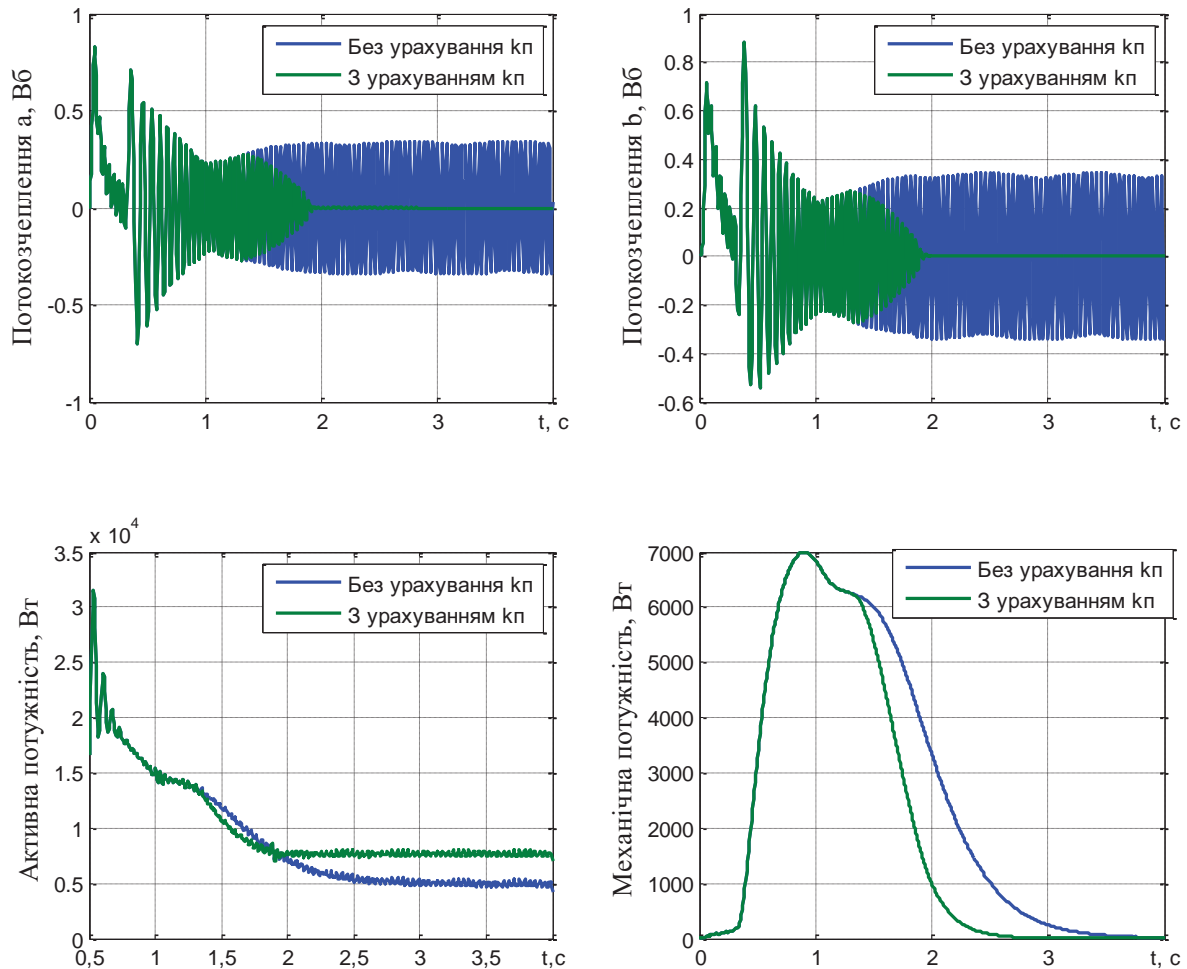 Потокозчеплення a, Вб
1
0.5
0
-0.5
-1
0
1
2
3
t, c
Без урахування kп
З урахуванням kп
Потокозчеплення b, Вб
1
0.8
0.6
0.4
0.2
0
-0.2
-0.4
-0.6
0
1
2
3
t, c
Без урахування kп
З урахуванням kп
Активна потужність, Вт
x 10^4
3.5
3
2.5
2
1.5
1
0.5
0
0,5
1
1,5
2
2,5
3
3,5
t,c
Без урахування kп
З урахуванням kп
Механічна потужність, Вт
7000
6000
5000
4000
3000
2000
1000
0
0
1
2
3
t,c
Без урахування kп
З урахуванням kп